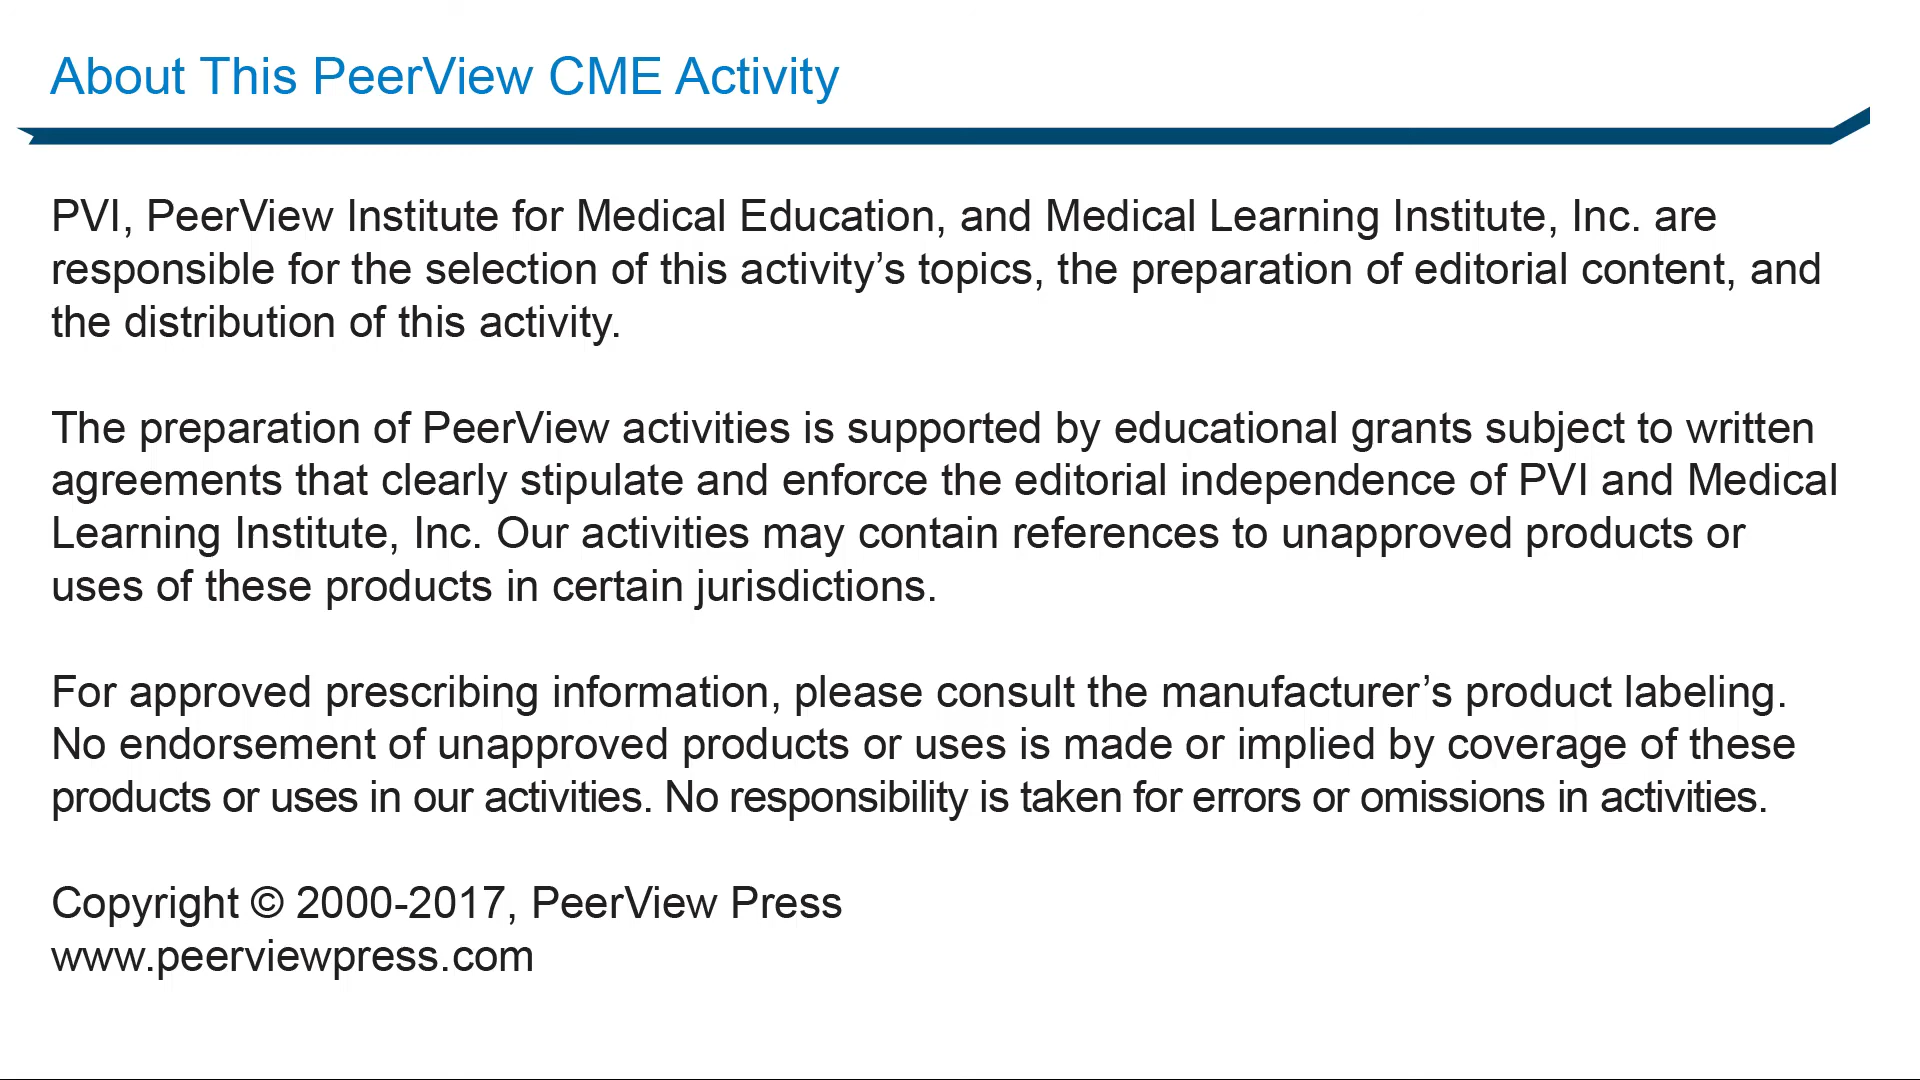 About This PeerView CME Activity
PVI, PeerView Institute for Medical Education, and Medical Learning Institute, Inc. are
responsible for the selection of this activity’s topics, the preparation of editorial content, and
the distribution of this activity.
The preparation of PeerView activities is supported by educational grants subject to written
agreements that clearly stipulate and enforce the editorial independence of PVI and Medical
Learning Institute, Inc. Our activities may contain references to unapproved products or
uses of these products in certain jurisdictions.
For approved prescribing information, please consult the manufacturer’s product labeling.
No endorsement of unapproved products or uses is made or implied by coverage of these
products or uses in our activities. No responsibility is taken for errors or omissions in activities.
Copyright © 2000-2017, PeerView Press
www.peerviewpress.com